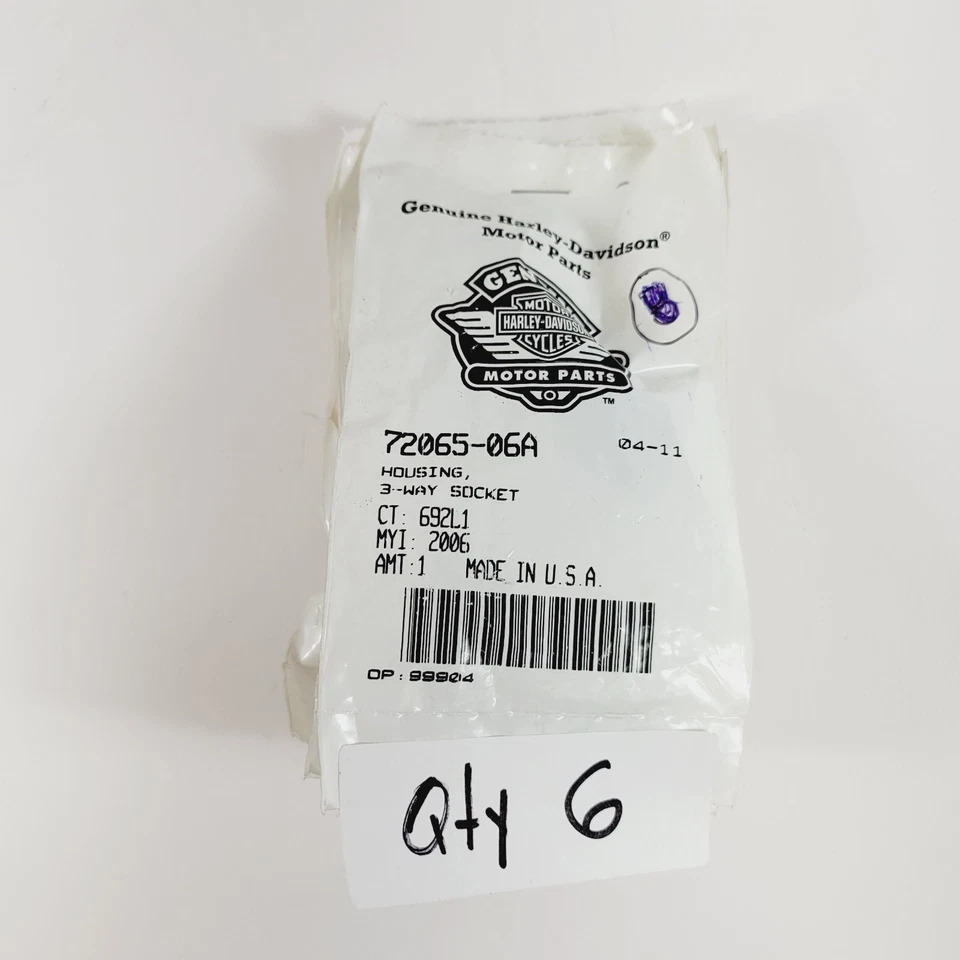 Genuine Harley-Davidson®
Motor Parts
MOTOR
HARLEY-DAVIDSON
CYCLES
MOTOR PARTS
TM
72065-06A 04-11
HOUSING,
3-WAY SOCKET
CT: 692L1
MYI: 2006
AMT:1 MADE IN U.S.A.
OP: 99904
Qty 6